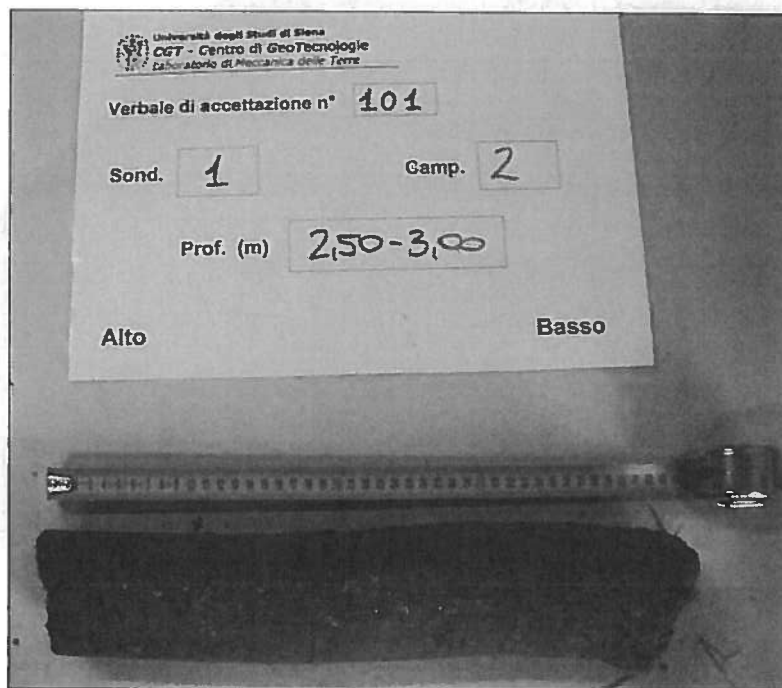 Università degli Studi di Siena
CGT - Centro di GeoTecnologie
Laboratorio di Meccanica delle Terre
Verbale di accettazione n° 101
Sond. 1 Camp. 2
Prof. (m) 2,50-3,00
Alto Basso